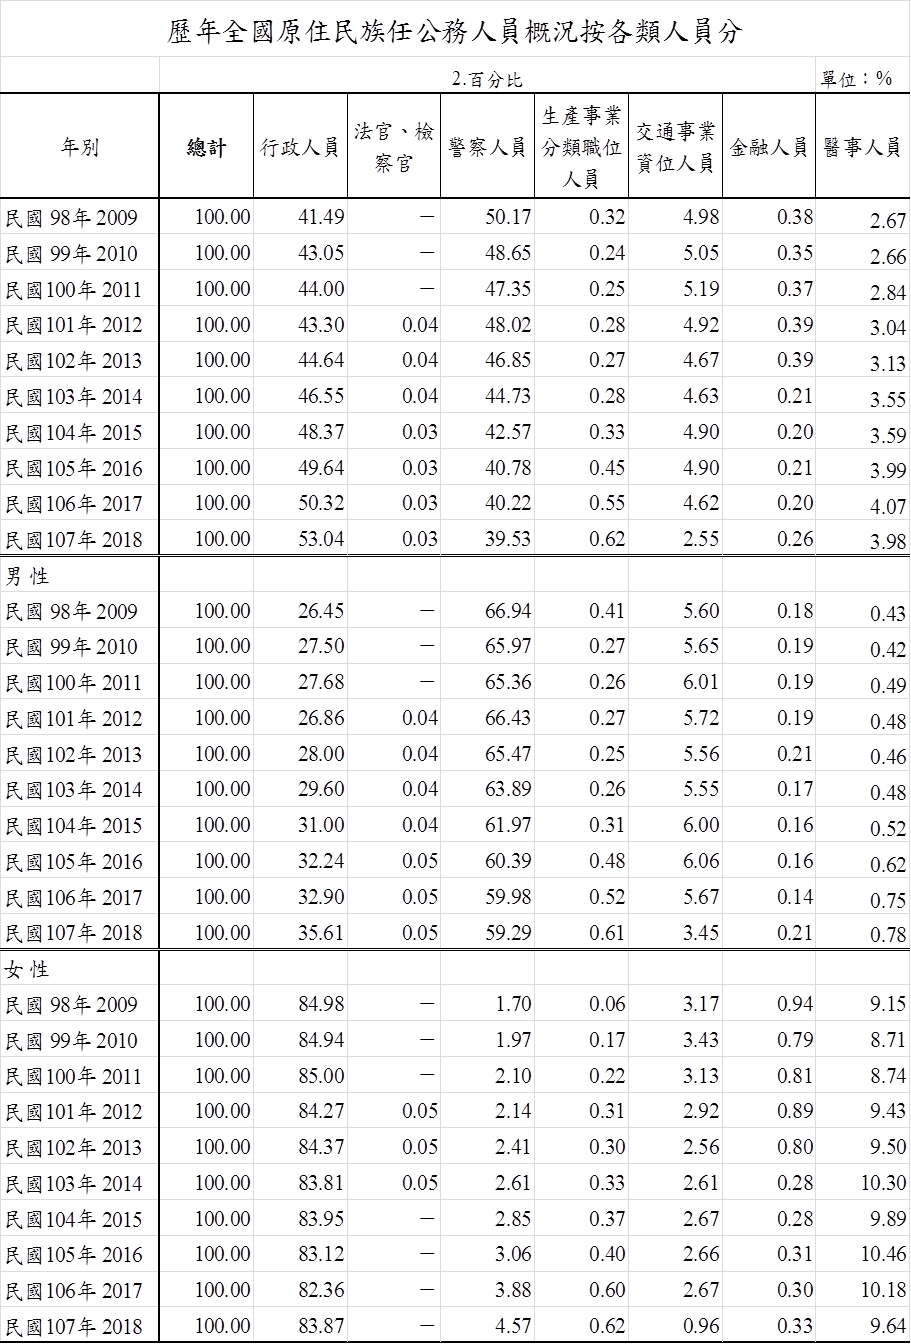 歷年全國原住民族任公務人員概況按各類人員分
2.百分比 單位：%
年別 總計 行政人員 法官、檢察官 警察人員 生產事業分類職位人員 交通事業資位人員 金融人員 醫事人員
民國 98年 2009 100.00 41.49 － 50.17 0.32 4.98 0.38 2.67
民國 99年 2010 100.00 43.05 － 48.65 0.24 5.05 0.35 2.66
民國100年 2011 100.00 44.00 － 47.35 0.25 5.19 0.37 2.84
民國101年 2012 100.00 43.30 0.04 48.02 0.28 4.92 0.39 3.04
民國102年 2013 100.00 44.64 0.04 46.85 0.27 4.67 0.39 3.13
民國103年 2014 100.00 46.55 0.04 44.73 0.28 4.63 0.21 3.55
民國104年 2015 100.00 48.37 0.03 42.57 0.33 4.90 0.20 3.59
民國105年 2016 100.00 49.64 0.03 40.78 0.45 4.90 0.21 3.99
民國106年 2017 100.00 50.32 0.03 40.22 0.55 4.62 0.20 4.07
民國107年 2018 100.00 53.04 0.03 39.53 0.62 2.55 0.26 3.98
男 性
民國 98年 2009 100.00 26.45 － 66.94 0.41 5.60 0.18 0.43
民國 99年 2010 100.00 27.50 － 65.97 0.27 5.65 0.19 0.42
民國100年 2011 100.00 27.68 － 65.36 0.26 6.01 0.19 0.49
民國101年 2012 100.00 26.86 0.04 66.43 0.27 5.72 0.19 0.48
民國102年 2013 100.00 28.00 0.04 65.47 0.25 5.56 0.21 0.46
民國103年 2014 100.00 29.60 0.04 63.89 0.26 5.55 0.17 0.48
民國104年 2015 100.00 31.00 0.04 61.97 0.31 6.00 0.16 0.52
民國105年 2016 100.00 32.24 0.05 60.39 0.48 6.06 0.16 0.62
民國106年 2017 100.00 32.90 0.05 59.98 0.52 5.67 0.14 0.75
民國107年 2018 100.00 35.61 0.05 59.29 0.61 3.45 0.21 0.78
女 性
民國 98年 2009 100.00 84.98 － 1.70 0.06 3.17 0.94 9.15
民國 99年 2010 100.00 84.94 － 1.97 0.17 3.43 0.79 8.71
民國100年 2011 100.00 85.00 － 2.10 0.22 3.13 0.81 8.74
民國101年 2012 100.00 84.27 0.05 2.14 0.31 2.92 0.89 9.43
民國102年 2013 100.00 84.37 0.05 2.41 0.30 2.56 0.80 9.50
民國103年 2014 100.00 83.81 0.05 2.61 0.33 2.61 0.28 10.30
民國104年 2015 100.00 83.95 － 2.85 0.37 2.67 0.28 9.89
民國105年 2016 100.00 83.12 － 3.06 0.40 2.66 0.31 10.46
民國106年 2017 100.00 82.36 － 3.88 0.60 2.67 0.30 10.18
民國107年 2018 100.00 83.87 － 4.57 0.62 0.96 0.33 9.64